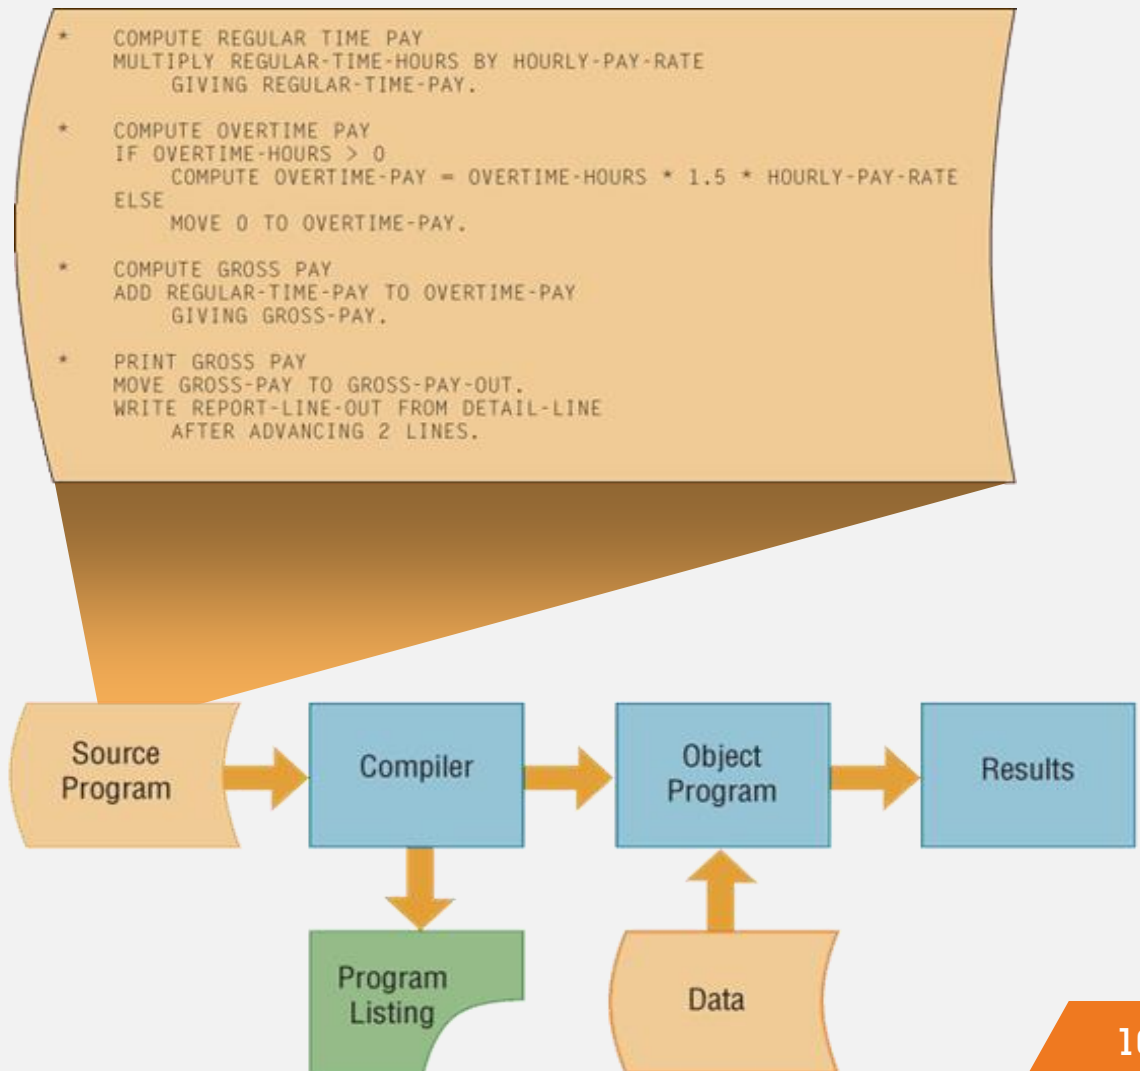 * COMPUTE REGULAR TIME PAY
MULTIPLY REGULAR-TIME-HOURS BY HOURLY-PAY-RATE
GIVING REGULAR-TIME-PAY.
* COMPUTE OVERTIME PAY
IF OVERTIME-HOURS > 0
COMPUTE OVERTIME-PAY = OVERTIME-HOURS * 1.5 * HOURLY-PAY-RATE
ELSE
MOVE 0 TO OVERTIME-PAY.
* COMPUTE GROSS PAY
ADD REGULAR-TIME-PAY TO OVERTIME-PAY
GIVING GROSS-PAY.
* PRINT GROSS PAY
MOVE GROSS-PAY TO GROSS-PAY-OUT.
WRITE REPORT-LINE-OUT FROM DETAIL-LINE
AFTER ADVANCING 2 LINES.
Source
Program
Compiler
Object
Program
Results
Program
Listing
Data